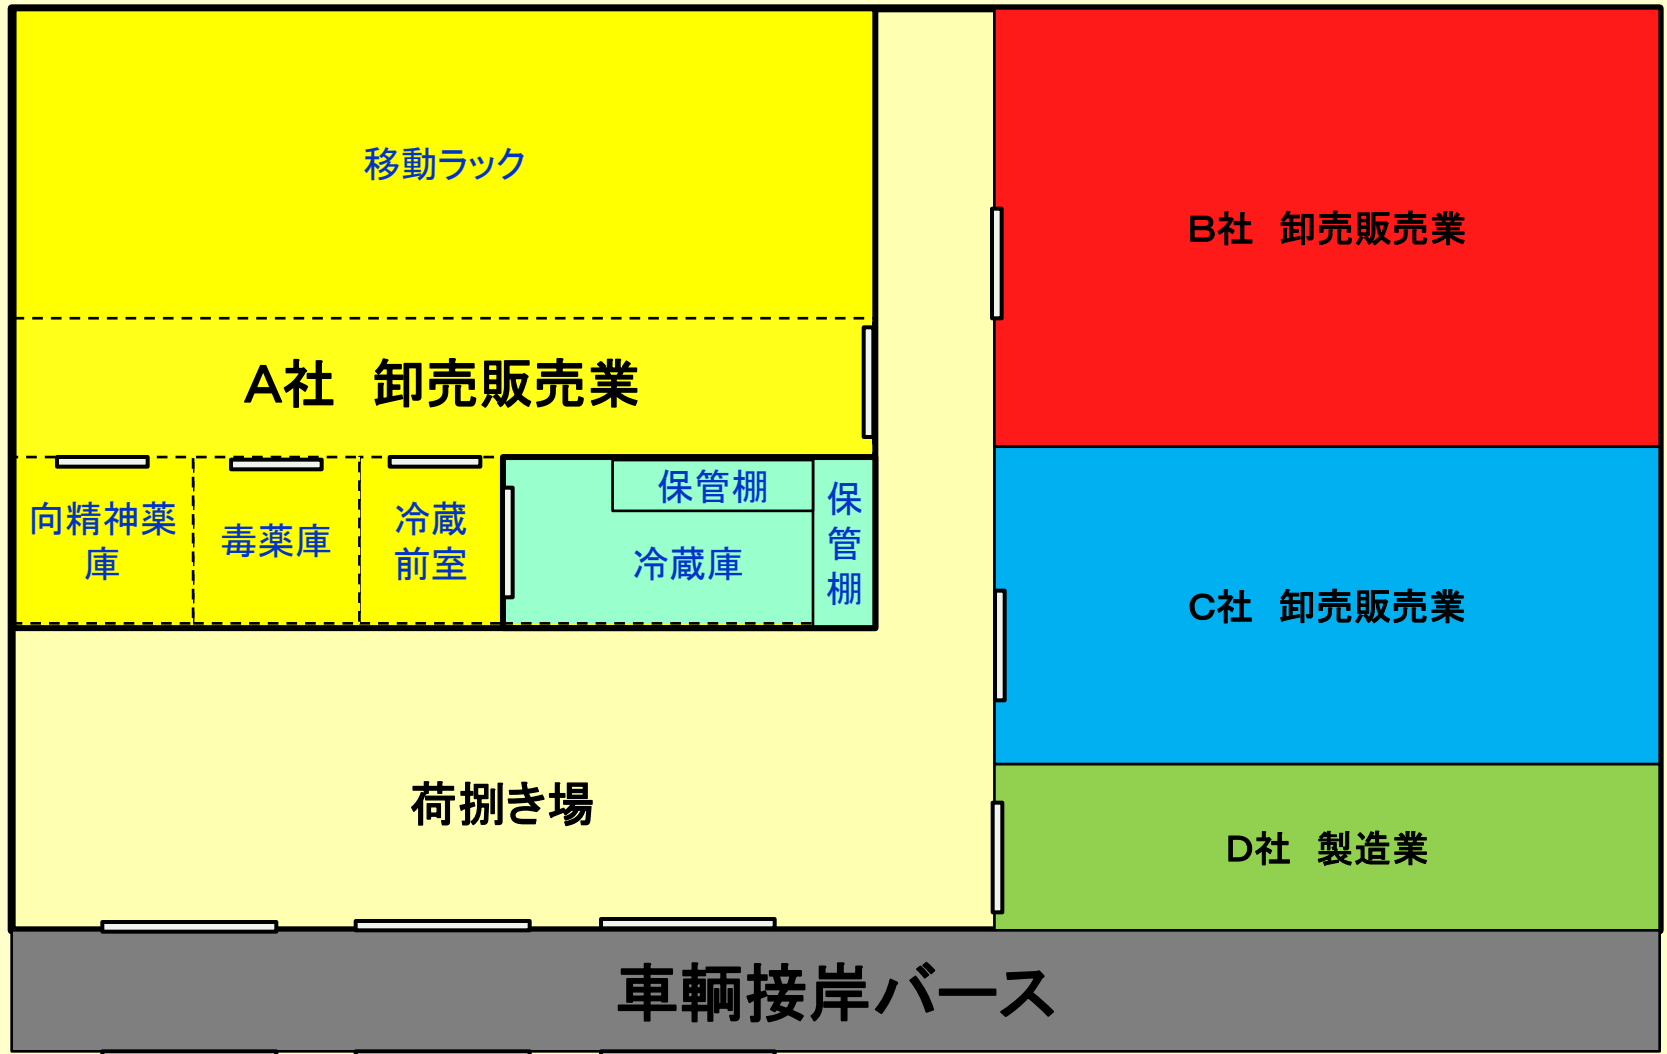 移動ラック
A社　卸売販売業
向精神薬
庫
毒薬庫
冷蔵
前室
保管棚
冷蔵庫
保
管
棚
荷捌き場
B社　卸売販売業
C社　卸売販売業
D社　製造業
車輌接岸バース